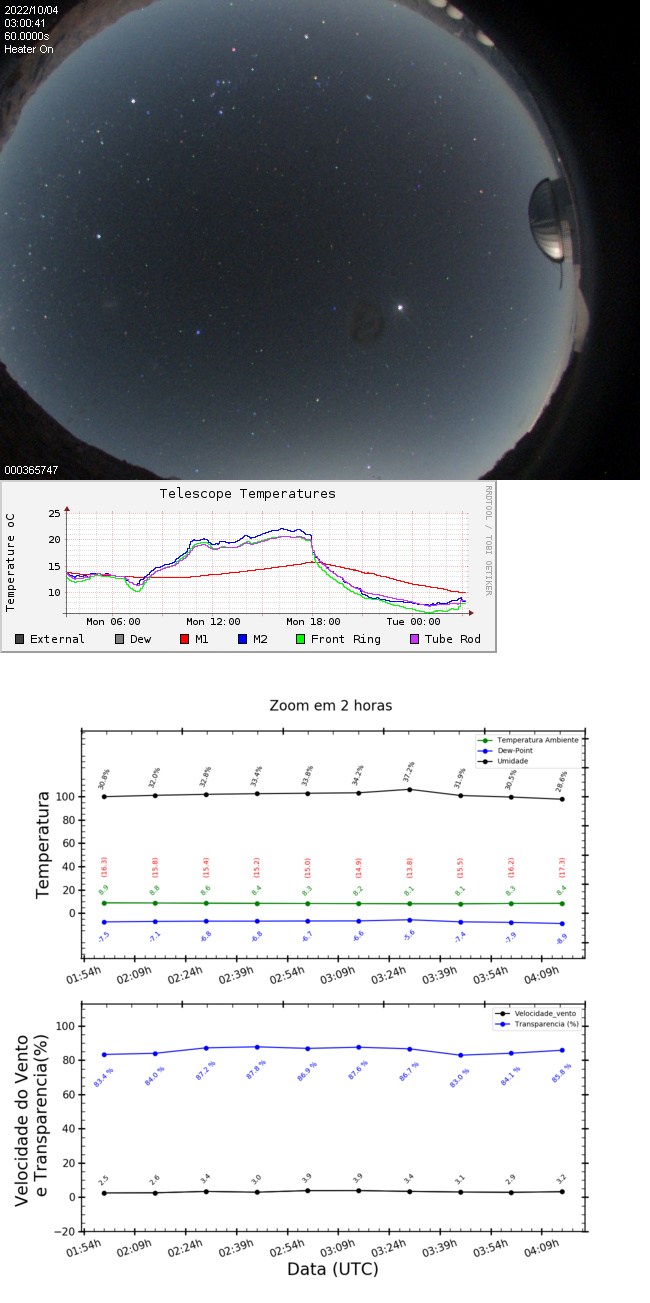 2022/10/04
03:00:41
60.0000s
Heater On
000365747
Telescope Temperatures
RRDTOOL / TOBI OETIKER
Temperature oC
25
20
15
10
Mon 06:00 Mon 12:00 Mon 18:00 Tue 00:00
External Dew M1 M2 Front Ring Tube Rod
Zoom em 2 horas
Temperatura Ambiente
Dew-Point
Umidade
Temperatura
100
80
60
40
20
0
30.8% 32.0% 32.8% 33.4% 33.8% 34.2% 37.2% 31.9% 30.5% 28.6%
(16.3) (15.8) (15.4) (15.2) (15.0) (14.9) (13.8) (15.5) (16.2) (17.3)
8.9 8.8 8.6 8.4 8.3 8.2 8.1 8.1 8.3 8.4
-7.5 -7.1 -6.8 -6.8 -6.7 -6.6 -5.6 -7.4 -7.9 -8.9
01:54h 02:09h 02:24h 02:39h 02:54h 03:09h 03:24h 03:39h 03:54h 04:09h
Velocidade_vento
Transparencia (%)
Velocidade do Vento
e Transparencia(%)
100
80
60
40
20
0
−20
83.4 % 84.0 % 87.2 % 87.8 % 86.9 % 87.6 % 86.7 % 83.0 % 84.1 % 85.8 %
2.5 2.6 3.4 3.0 3.9 3.9 3.4 3.1 2.9 3.2
01:54h 02:09h 02:24h 02:39h 02:54h 03:09h 03:24h 03:39h 03:54h 04:09h
Data (UTC)